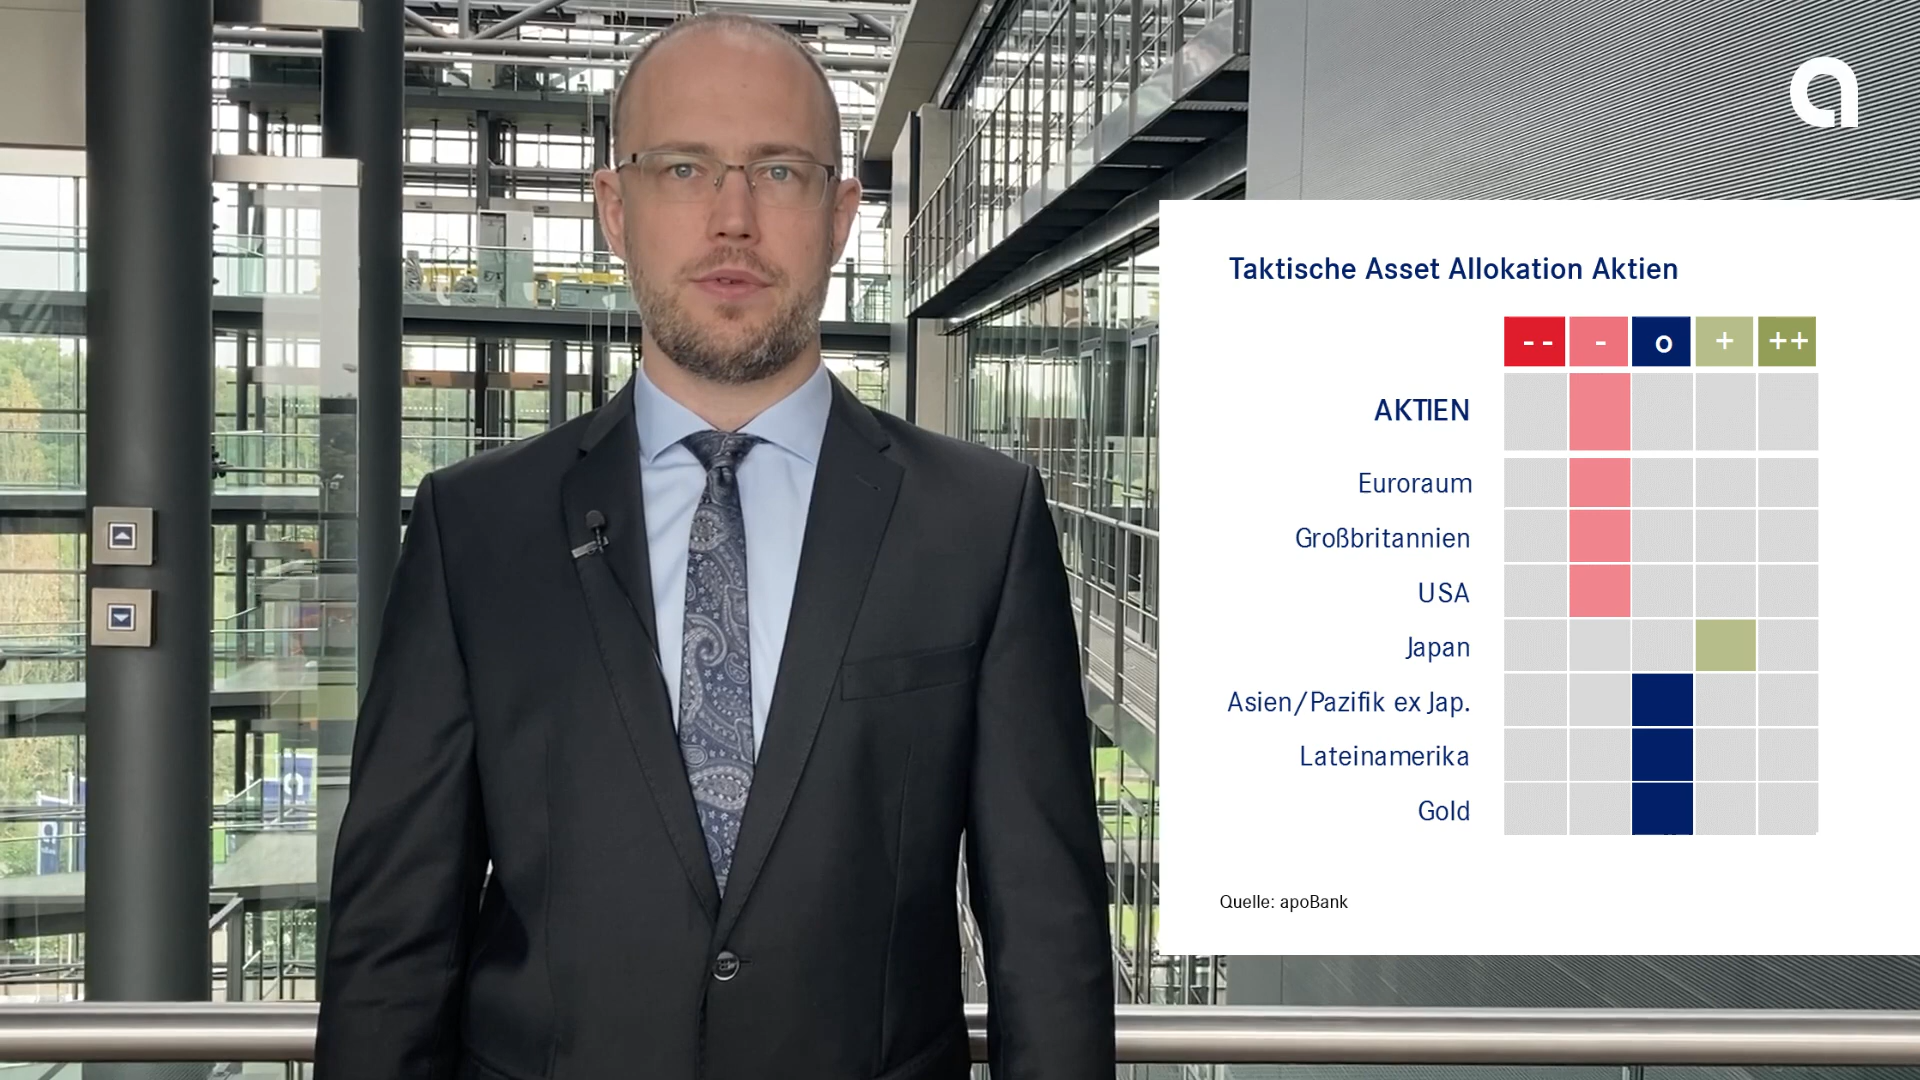 Taktische Asset Allokation Aktien
-- - o + ++
AKTIEN
Euroraum
Großbritannien
USA
Japan
Asien/Pazifik ex Jap.
Lateinamerika
Gold
Quelle: apoBank